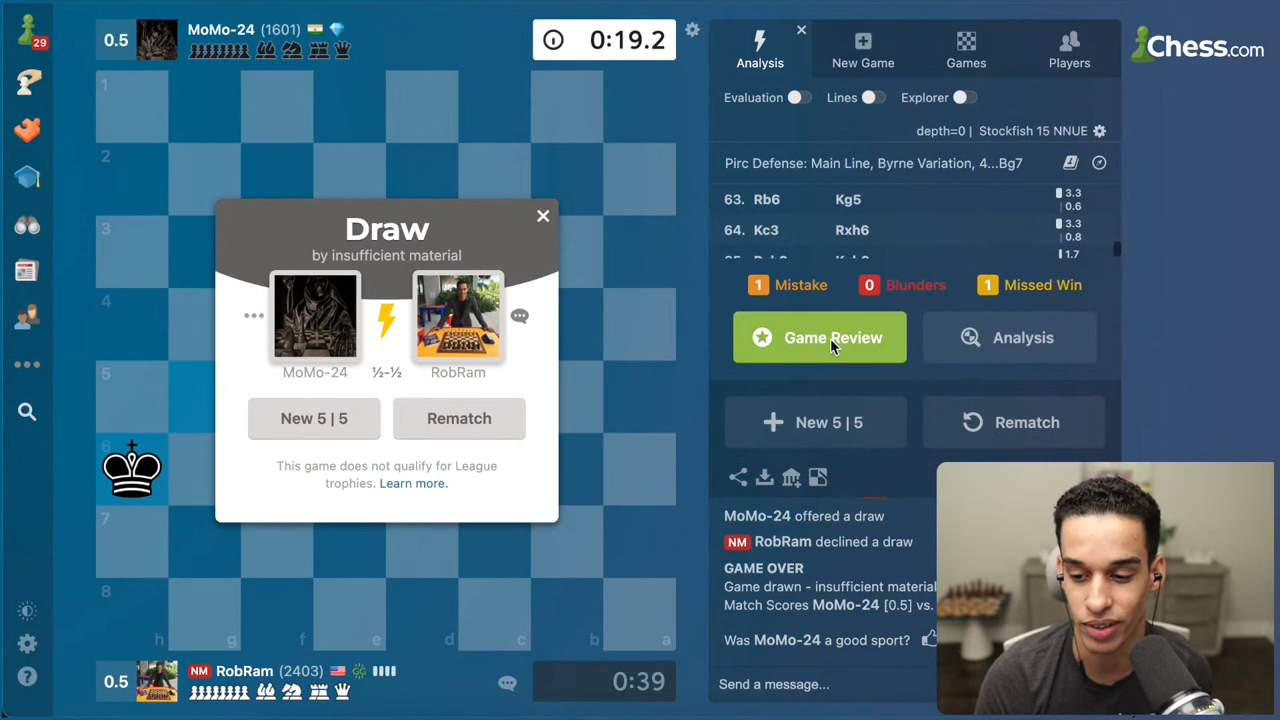 29
0.5
MoMo-24 (1601)
0:19.2
Analysis
New Game
Games
Players
Chess.com
Evaluation
Lines
Explorer
depth=0 | Stockfish 15 NNUE
Pirc Defense: Main Line, Byrne Variation, 4...Bg7
63. Rb6 Kg5 3.3
0.6
64. Kc3 Rxh6 3.3
0.8
1.7
1 Mistake 0 Blunders 1 Missed Win
Game Review
Analysis
New 5 | 5
Rematch
Draw
by insufficient material
MoMo-24 ½-½ RobRam
New 5 | 5
Rematch
This game does not qualify for League
trophies. Learn more.
MoMo-24 offered a draw
NM RobRam declined a draw
GAME OVER
Game drawn - insufficient material
Match Scores MoMo-24 [0.5] vs.
Was MoMo-24 a good sport?
Send a message...
1
2
3
4
5
6
7
8
h g f e d c b a
0.5
NM RobRam (2403)
0:39